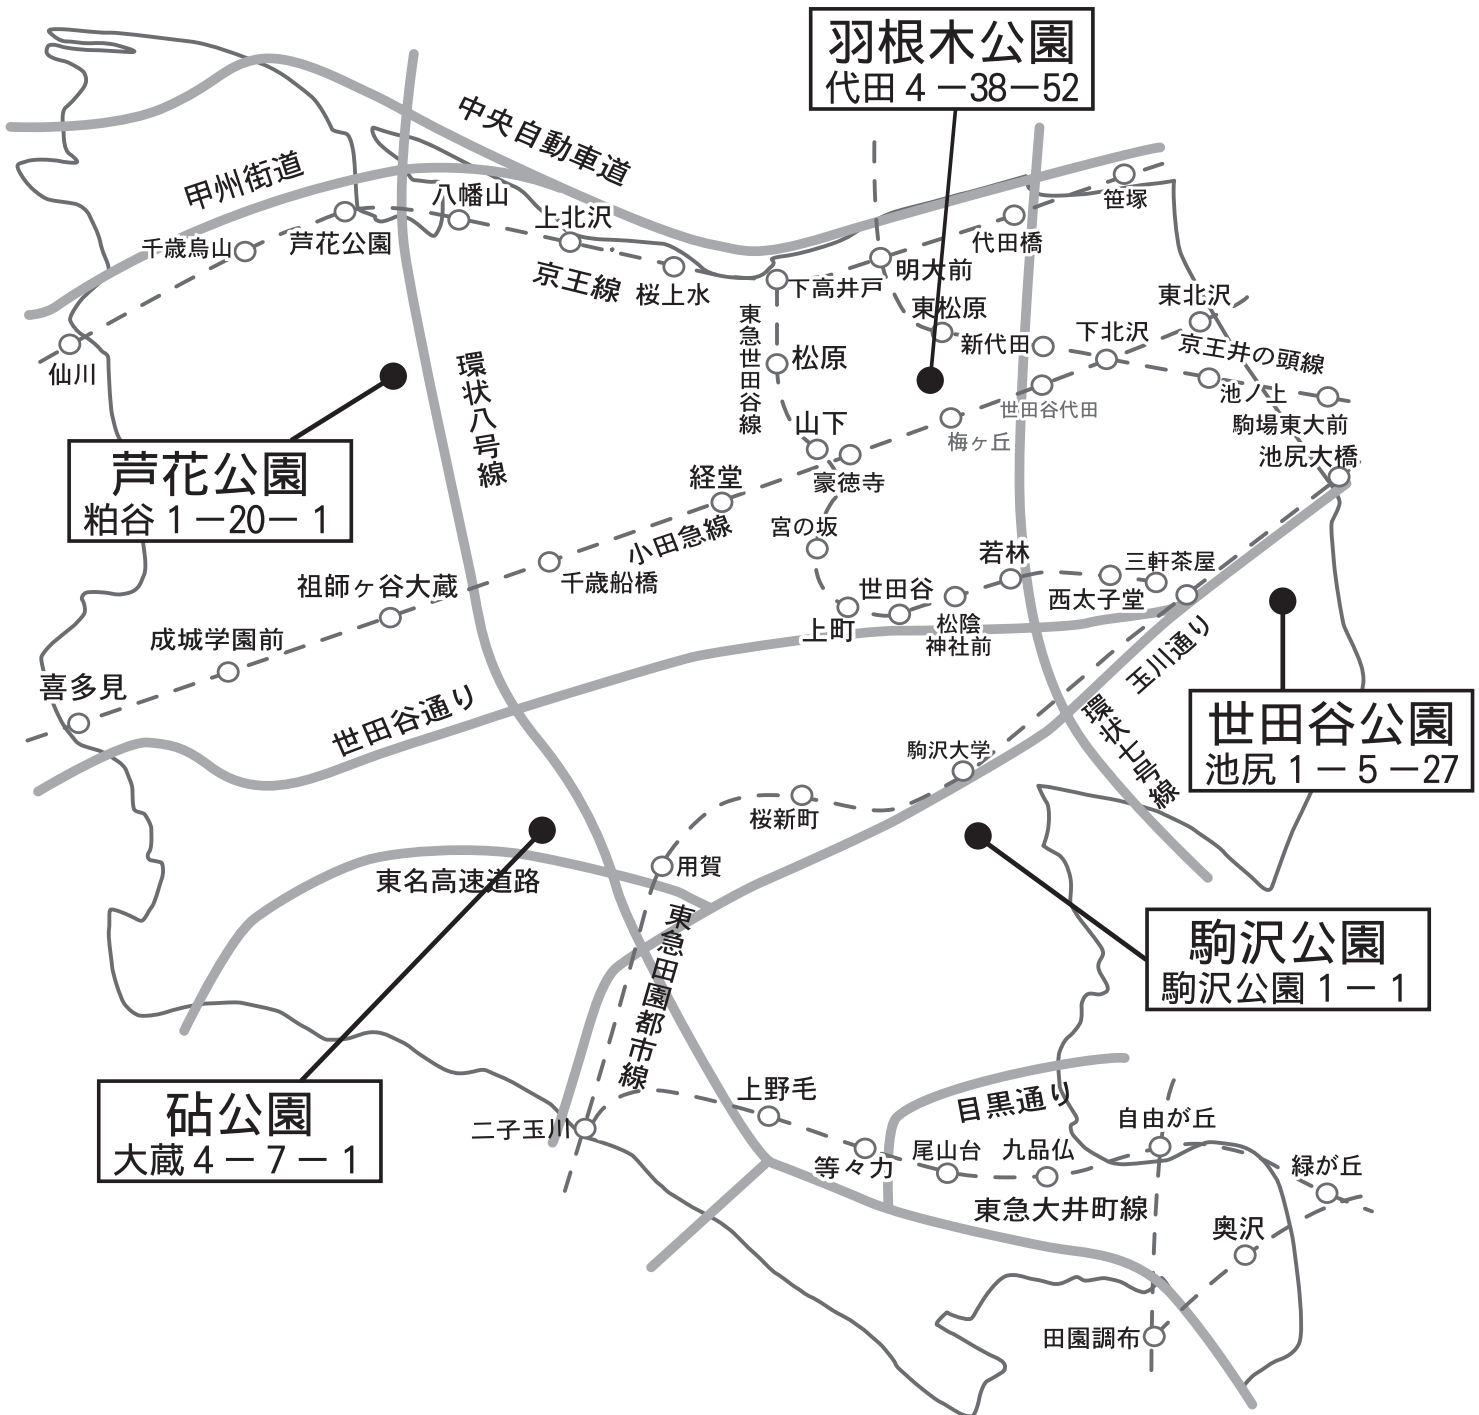 羽根木公園
代田4－38－52
中央自動車道
甲州街道
八幡山
上北沢
笹塚
代田橋
千歳烏山
芦花公園
明大前
京王線
桜上水
下高井戸
東松原
東北沢
下北沢
新代田
京王井の頭線
東急世田谷線
松原
仙川
環状八号線
池ノ上
世田谷代田
駒場東大前
山下
梅ヶ丘
池尻大橋
芦花公園
粕谷1－20－1
経堂
豪徳寺
小田急線
宮の坂
若林
三軒茶屋
祖師ヶ谷大蔵
千歳船橋
世田谷
西太子堂
上町
松陰
神社前
成城学園前
玉川通り
喜多見
世田谷通り
環状七号線
世田谷公園
池尻1－5－27
駒沢大学
桜新町
用賀
東名高速道路
東急田園都市線
駒沢公園
駒沢公園1－1
砧公園
大蔵4－7－1
上野毛
目黒通り
自由が丘
二子玉川
等々力
尾山台
九品仏
緑が丘
東急大井町線
奥沢
田園調布